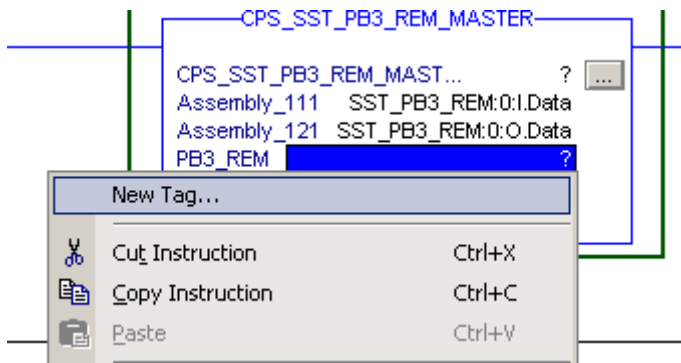 CPS_SST_PB3_REM_MASTER
CPS_SST_PB3_REM_MAST... ? ...
Assembly_111 SST_PB3_REM:0:I.Data
Assembly_121 SST_PB3_REM:0:O.Data
PB3_REM ?
New Tag...
Cut Instruction Ctrl+X
Copy Instruction Ctrl+C
Paste Ctrl+V